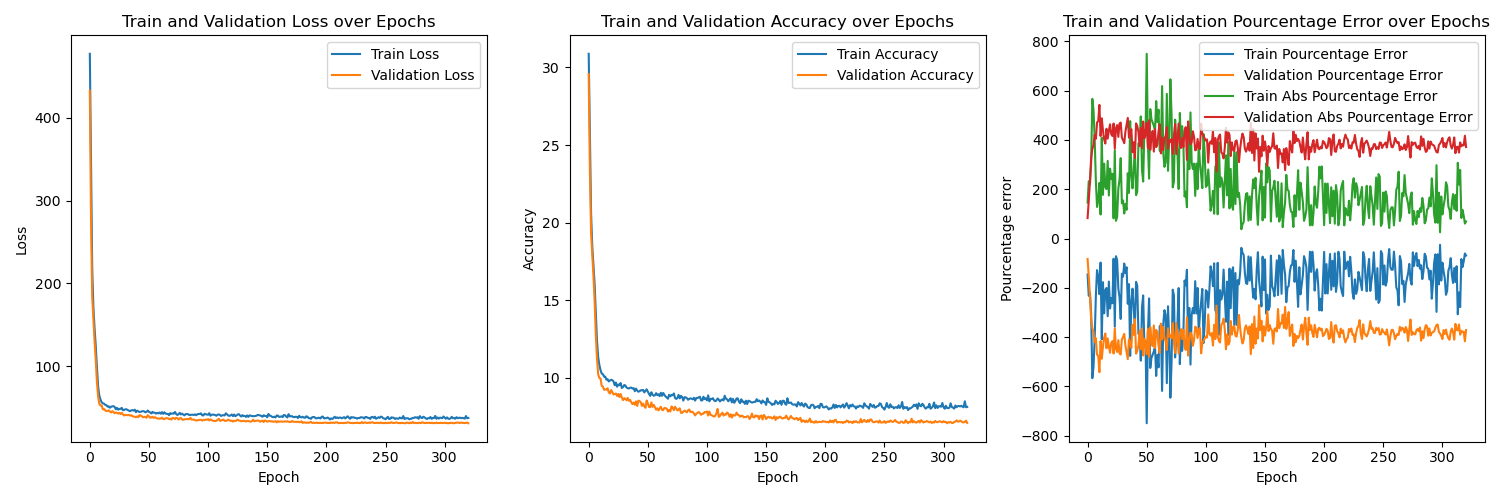 Train and Validation Loss over Epochs
Train Loss
Validation Loss
Loss
400
300
200
100
0
50
100
150
200
250
300
Epoch
Train and Validation Accuracy over Epochs
Train Accuracy
Validation Accuracy
Accuracy
30
25
20
15
10
0
50
100
150
200
250
300
Epoch
Train and Validation Pourcentage Error over Epochs
Train Pourcentage Error
Validation Pourcentage Error
Train Abs Pourcentage Error
Validation Abs Pourcentage Error
Pourcentage error
800
600
400
200
0
−200
−400
−600
−800
0
50
100
150
200
250
300
Epoch